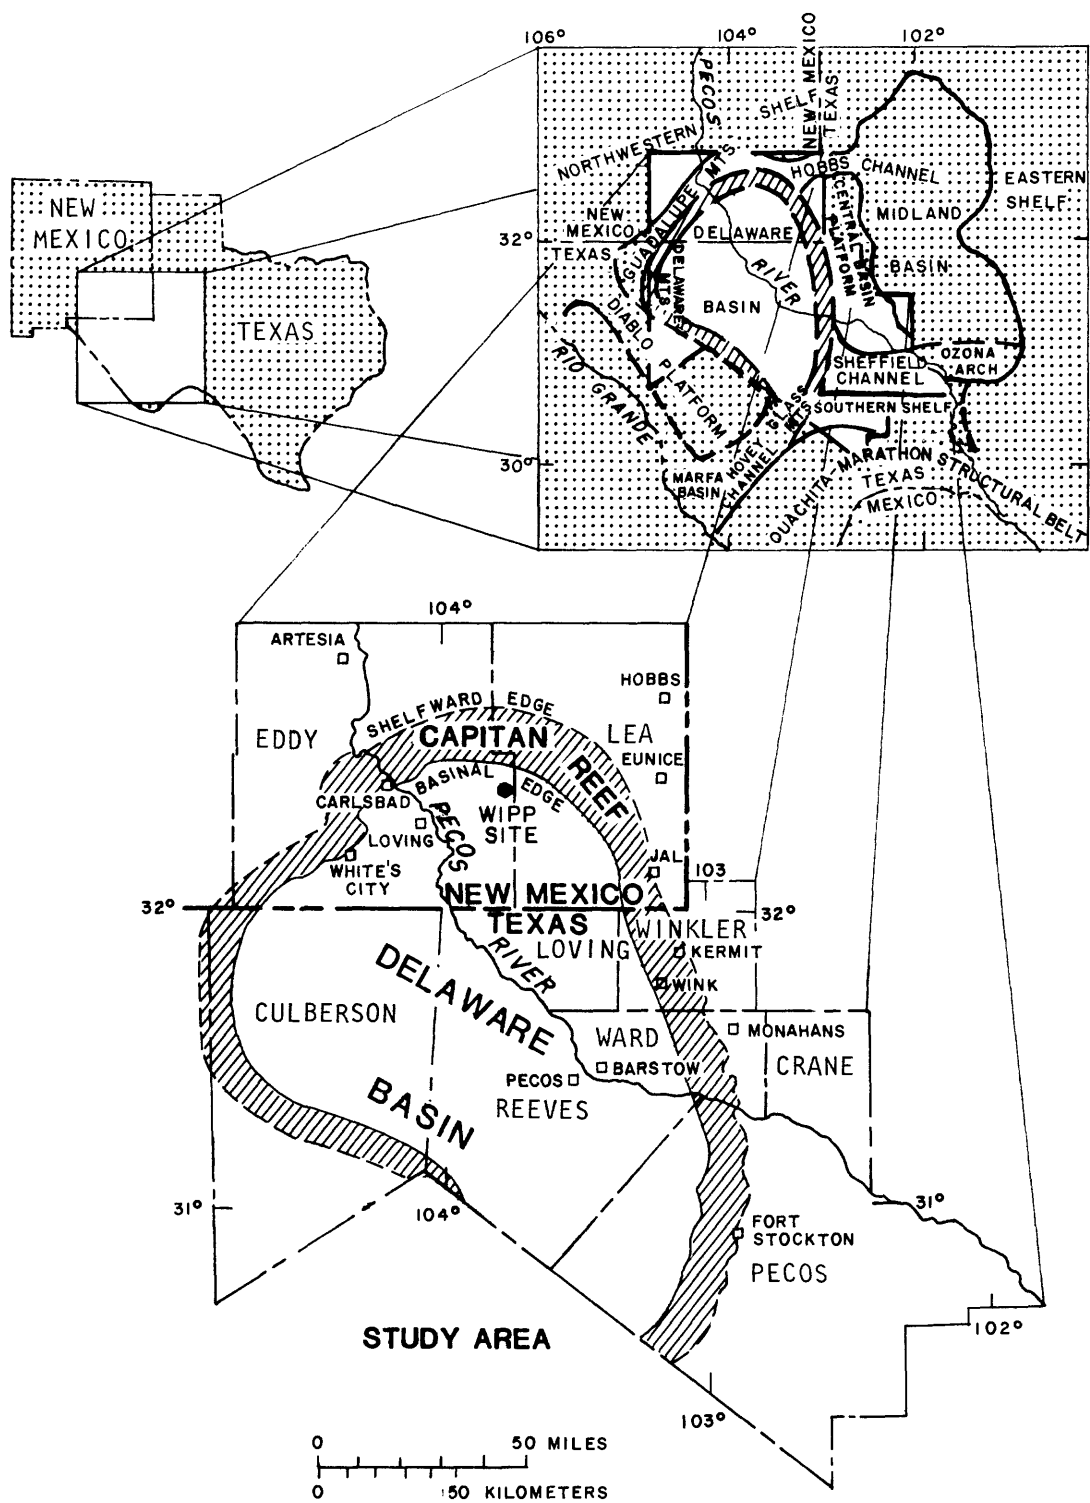 106°
104°
102°
NEW MEXICO
TEXAS
PECOS
SHELF
NORTHWESTERN
HOBBS CHANNEL
EASTERN
SHELF
NEW
MEXICO
TEXAS
32°
GUADALUPE MTS
DELAWARE
MTS
DELAWARE
BASIN
RIVER
CENTRAL BASIN
PLATFORM
MIDLAND
BASIN
DIABLO PLATFORM
RIO GRANDE
SHEFFIELD
CHANNEL
OZONA
ARCH
GLASS
MTS
SOUTHERN SHELF
30°
MARFA
BASIN
HOVEY
CHANNEL
OUACHITA-MARATHON STRUCTURAL BELT
TEXAS
MEXICO
NEW
MEXICO
TEXAS
104°
ARTESIA
HOBBS
EDDY
SHELFWARD EDGE
CAPITAN
REEF
LEA
EUNICE
BASINAL EDGE
CARLSBAD
WIPP
SITE
LOVING
PECOS
WHITE'S
CITY
JAL
103
32°
NEW MEXICO
TEXAS
32°
WINKLER
LOVING
KERMIT
RIVER
WINK
DELAWARE
CULBERSON
WARD
MONAHANS
BARSTOW
CRANE
PECOS
REEVES
BASIN
31°
104°
31°
FORT
STOCKTON
PECOS
102°
STUDY AREA
103°
0 50 MILES
0 50 KILOMETERS